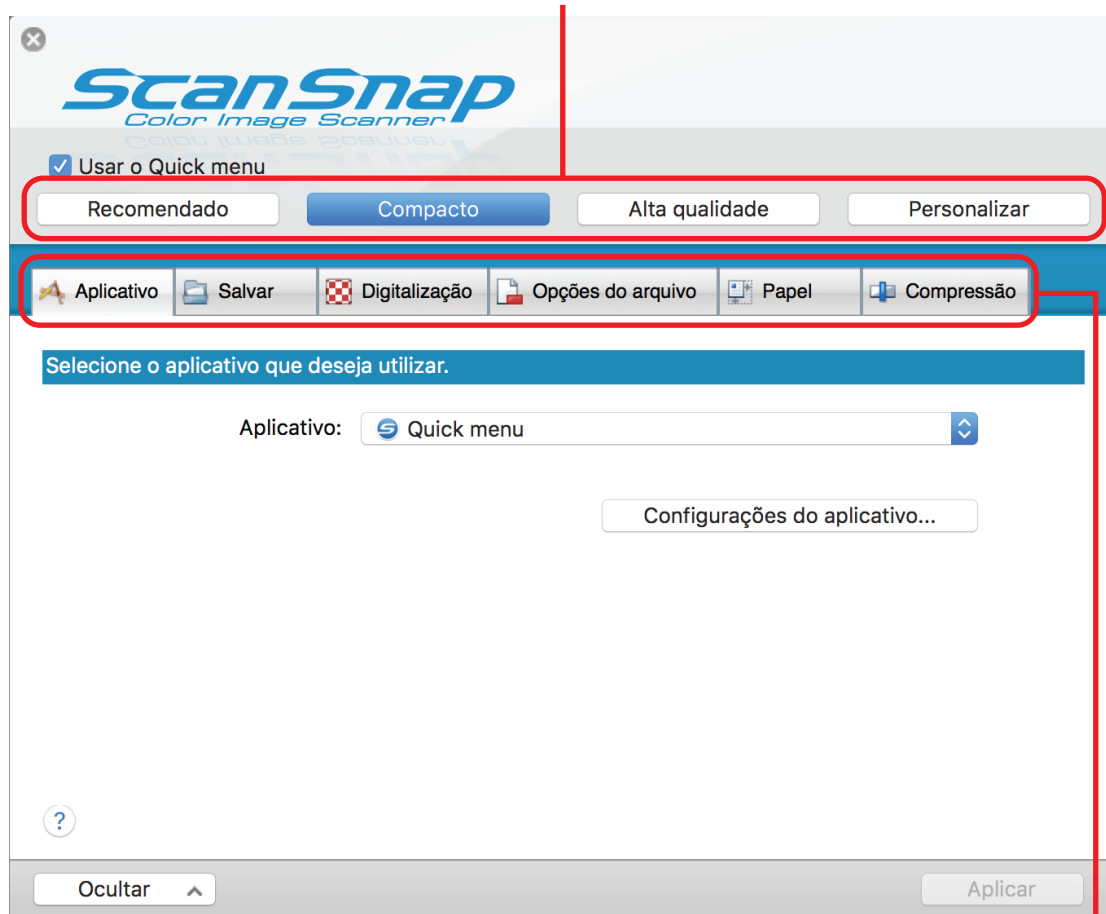 ScanSnap
Color Image Scanner
Usar o Quick menu
Recomendado Compacto Alta qualidade Personalizar
Aplicativo Salvar Digitalização Opções do arquivo Papel Compressão
Selecione o aplicativo que deseja utilizar.
Aplicativo: Quick menu
Configurações do aplicativo...
?
Ocultar Aplicar